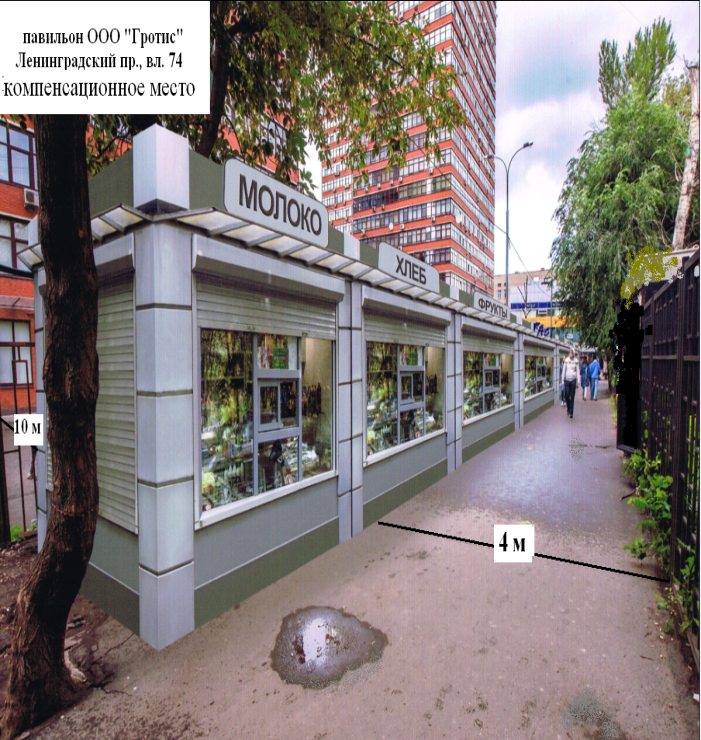 павильон ООО "Гротис"
Ленинградский пр., вл. 74
компенсационное место
МОЛОКО
ХЛЕБ
ФРУКТЫ
10 м
4 м